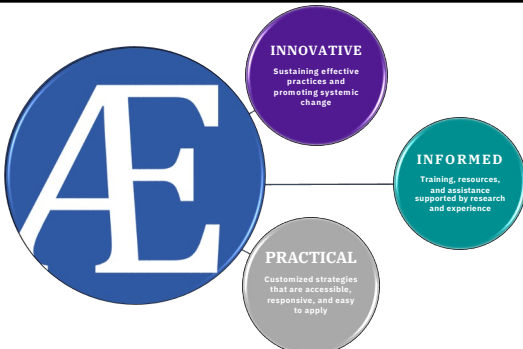 Æ
INNOVATIVE
Sustaining effective
practices and
promoting systemic
change
INFORMED
Training, resources,
and assistance
supported by research
and experience
PRACTICAL
Customized strategies
that are accessible,
responsive, and easy
to apply